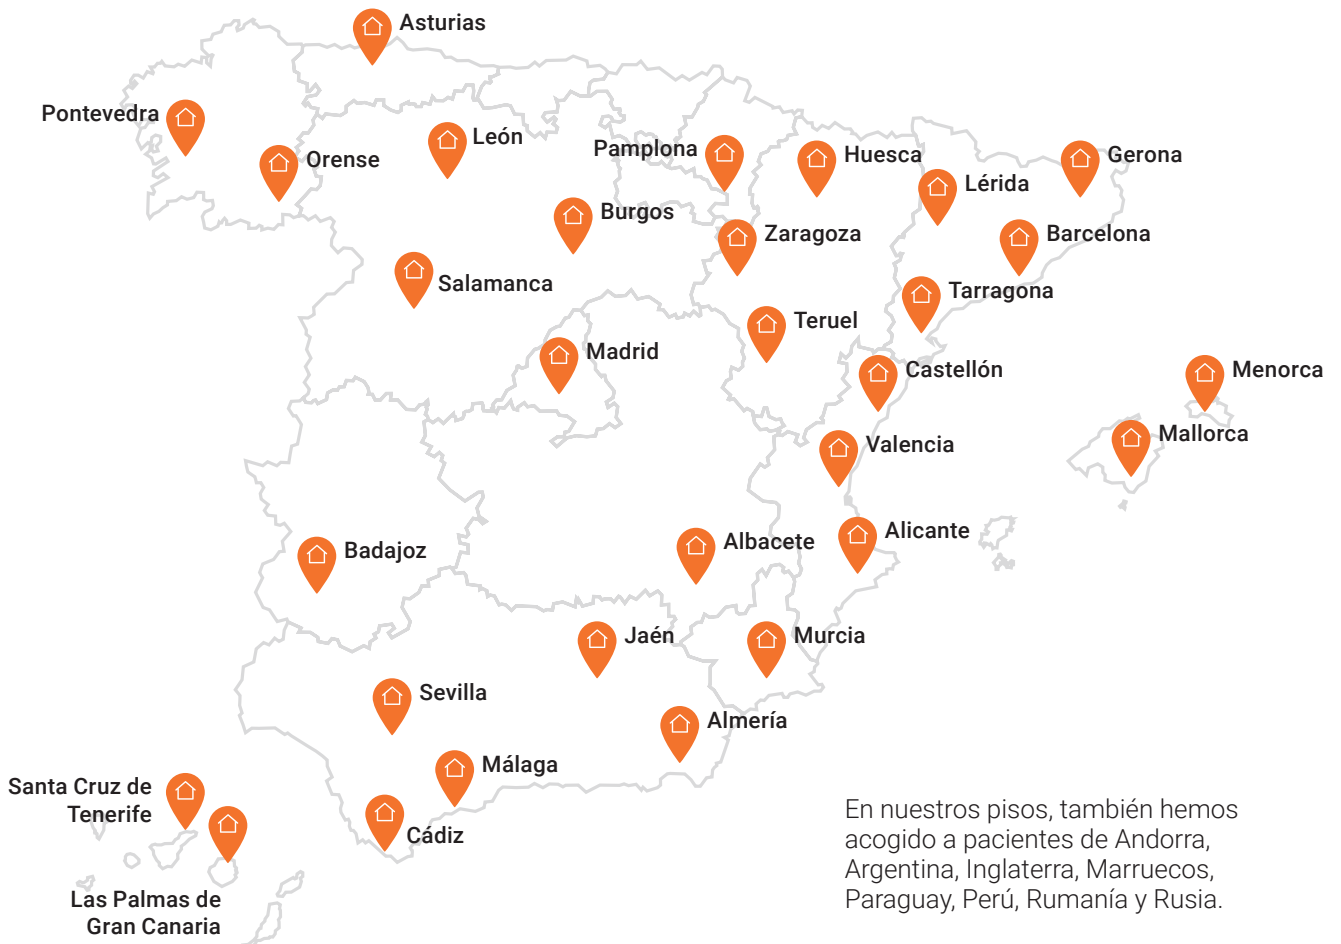 Asturias
Pontevedra
León
Pamplona
Huesca
Gerona
Orense
Lérida
Burgos
Zaragoza
Barcelona
Salamanca
Tarragona
Teruel
Madrid
Castellón
Menorca
Mallorca
Valencia
Alicante
Albacete
Badajoz
Jaén
Murcia
Sevilla
Almería
Málaga
Santa Cruz de
Tenerife
Cádiz
Las Palmas de
Gran Canaria
En nuestros pisos, también hemos
acogido a pacientes de Andorra,
Argentina, Inglaterra, Marruecos,
Paraguay, Perú, Rumanía y Rusia.